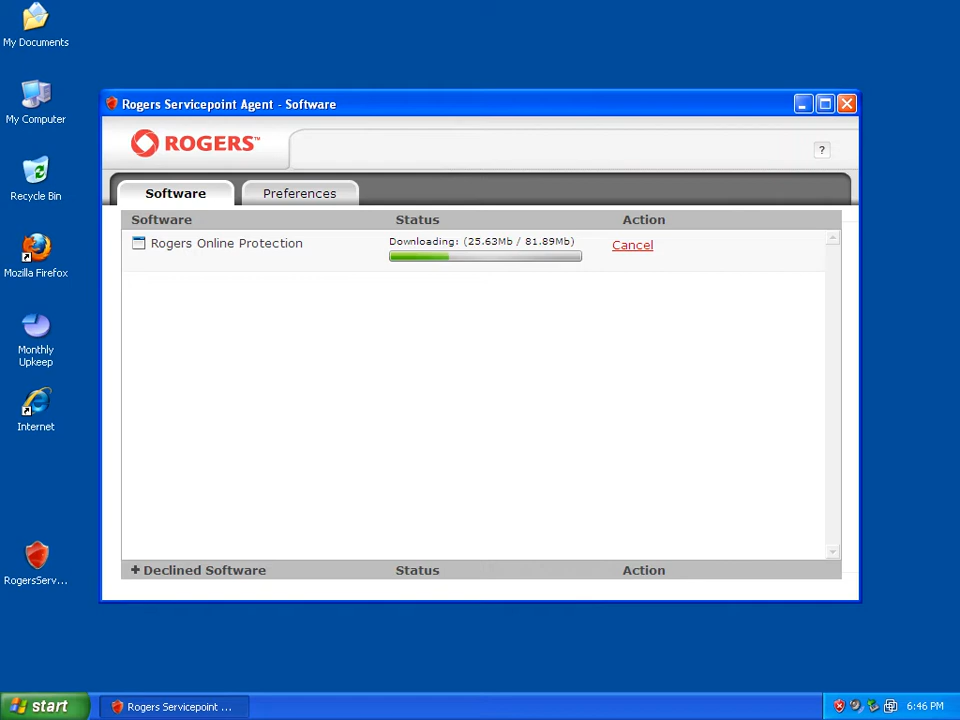 My Documents
My Computer
Recycle Bin
Mozilla Firefox
Monthly
Upkeep
Internet
RogersServ...
Rogers Servicepoint Agent - Software
ROGERS™
?
Software
Preferences
Software Status Action
Rogers Online Protection
Downloading: (25.63Mb / 81.89Mb)
Cancel
+ Declined Software Status Action
start
Rogers Servicepoint ...
6:46 PM